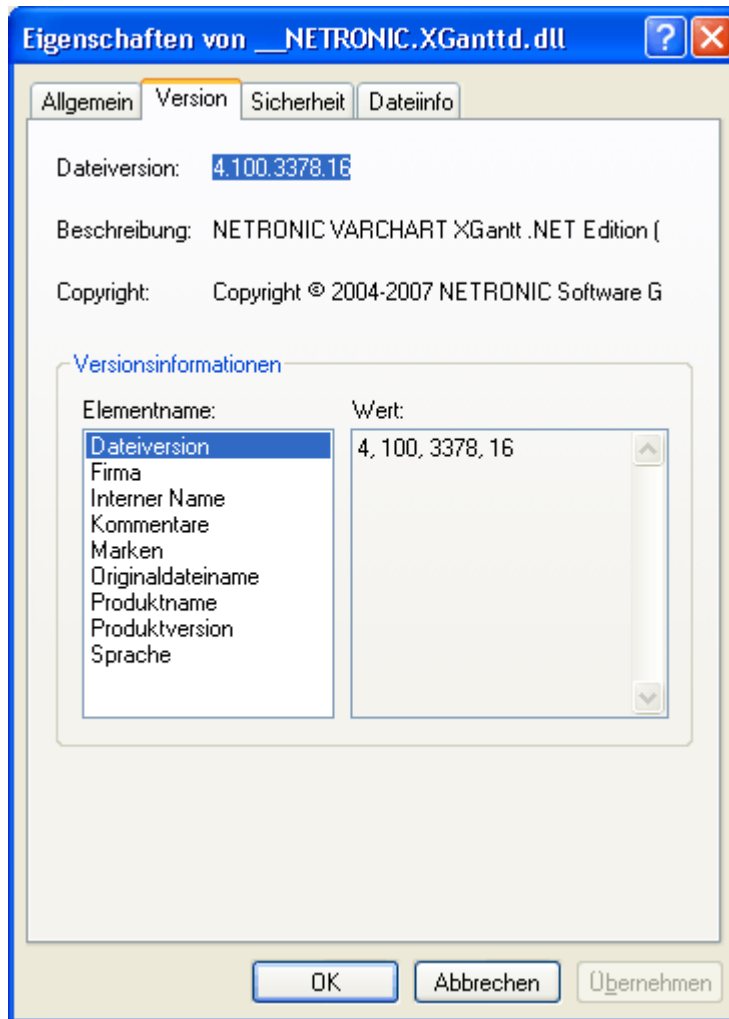 Eigenschaften von __NETRONIC.XGanttd.dll
Allgemein Version Sicherheit Dateiinfo
Dateiversion: 4.100.3378.16
Beschreibung: NETRONIC VARCHART XGantt .NET Edition (
Copyright: Copyright © 2004-2007 NETRONIC Software G
Versionsinformationen
Elementname: Wert:
Dateiversion 4, 100, 3378, 16
Firma
Interner Name
Kommentare
Marken
Originaldateiname
Produktname
Produktversion
Sprache
OK Abbrechen Übernehmen